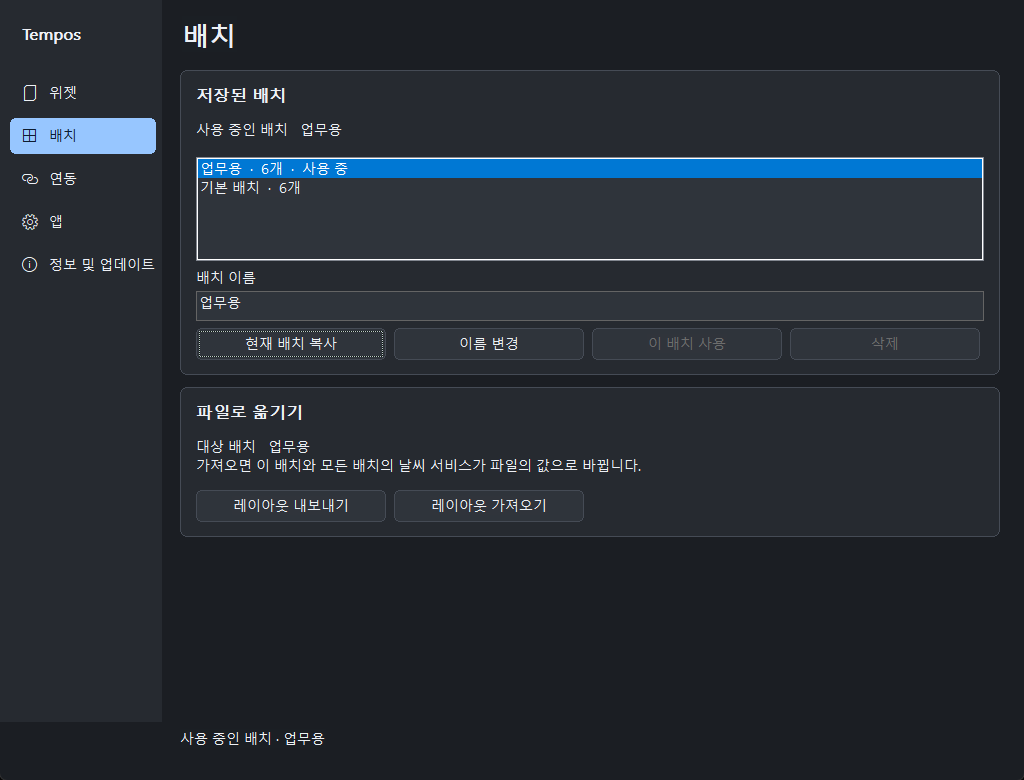 Tempos
위젯
배치
연동
앱
정보 및 업데이트
배치
저장된 배치
사용 중인 배치 업무용
업무용 · 6개 · 사용 중
기본 배치 · 6개
배치 이름
업무용
현재 배치 복사
이름 변경
이 배치 사용
삭제
파일로 옮기기
대상 배치 업무용
가져오면 이 배치와 모든 배치의 날씨 서비스가 파일의 값으로 바뀝니다.
레이아웃 내보내기
레이아웃 가져오기
사용 중인 배치 · 업무용